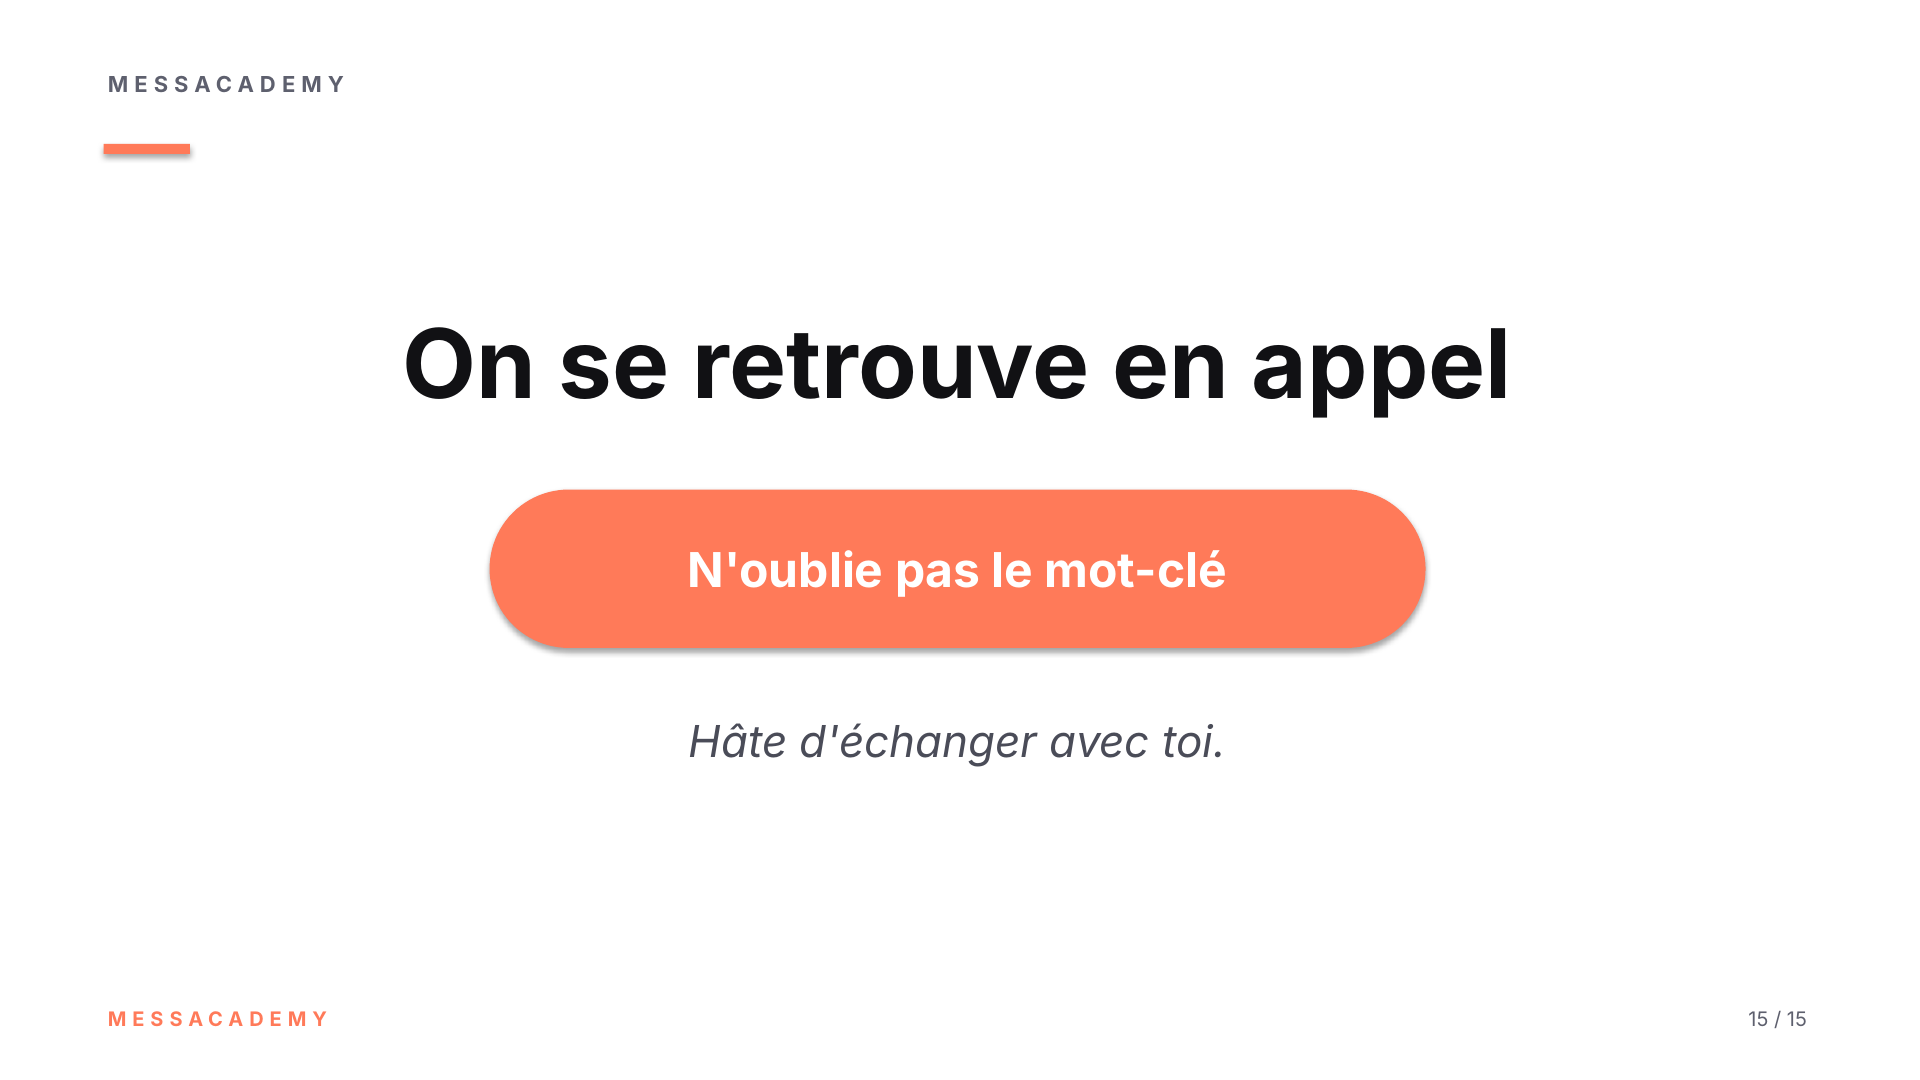 MESSACADEMY
On se retrouve en appel
N'oublie pas le mot-clé
Hâte d'échanger avec toi.
MESSACADEMY
15 / 15